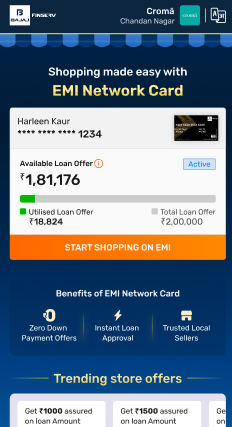 BAJAJ FINSERV
Cromā
Chandan Nagar
cromā
Shopping made easy with
EMI Network Card
Harleen Kaur
**** **** **** 1234
Available Loan Offer
Active
₹1,81,176
Utilised Loan Offer
₹18,824
Total Loan Offer
₹2,00,000
START SHOPPING ON EMI
Benefits of EMI Network Card
Zero Down
Payment Offers
Instant Loan
Approval
Trusted Local
Sellers
Trending store offers
Get ₹1000 assured
on loan Amount
Get ₹1500 assured
on loan Amount
Ge
on